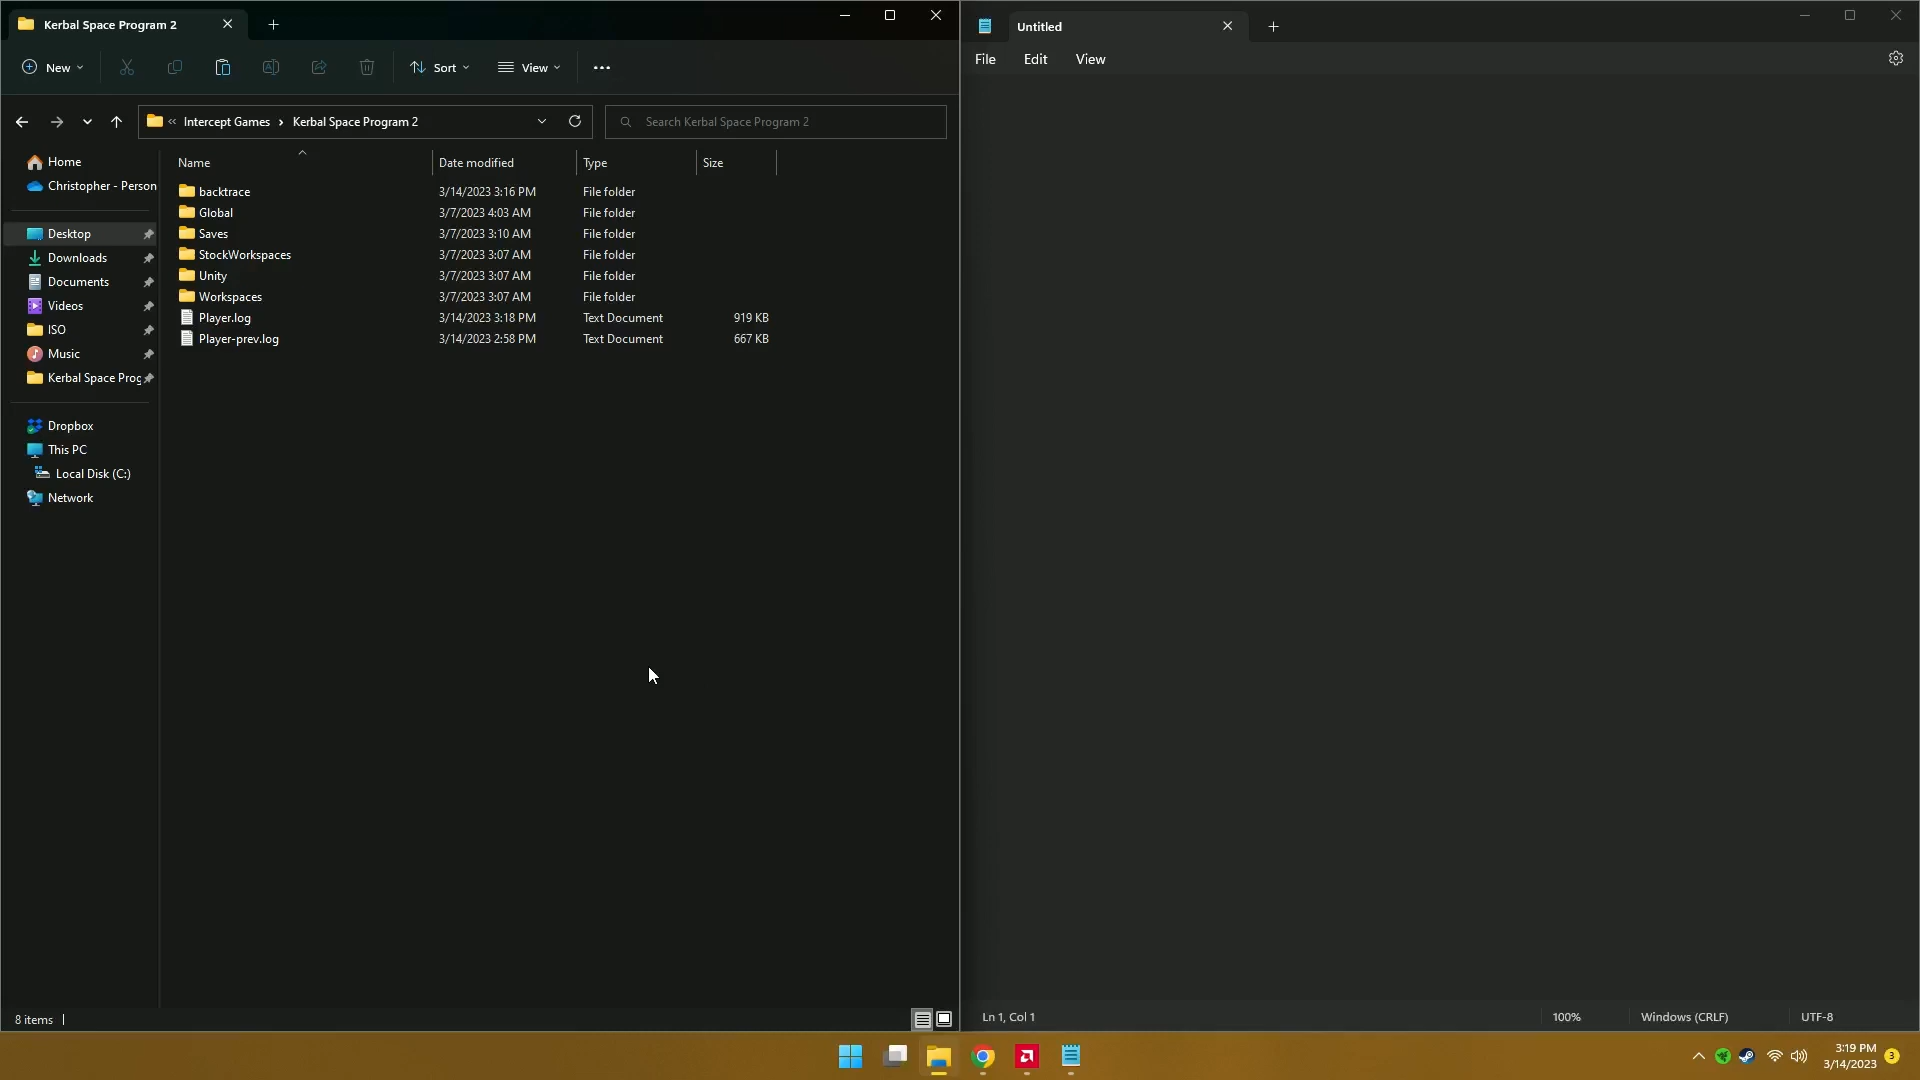 Kerbal Space Program 2
New
Sort
View
Intercept Games › Kerbal Space Program 2
Search Kerbal Space Program 2
Name Date modified Type Size
backtrace 3/14/2023 3:16 PM File folder
Global 3/7/2023 4:03 AM File folder
Saves 3/7/2023 3:10 AM File folder
StockWorkspaces 3/7/2023 3:07 AM File folder
Unity 3/7/2023 3:07 AM File folder
Workspaces 3/7/2023 3:07 AM File folder
Player.log 3/14/2023 3:18 PM Text Document 919 KB
Player-prev.log 3/14/2023 2:58 PM Text Document 667 KB
Home
Christopher - Person
Desktop
Downloads
Documents
Videos
ISO
Music
Kerbal Space Prog
Dropbox
This PC
Local Disk (C:)
Network
8 items
Untitled
File Edit View
Ln 1, Col 1 100% Windows (CRLF) UTF-8
3:19 PM
3/14/2023
3